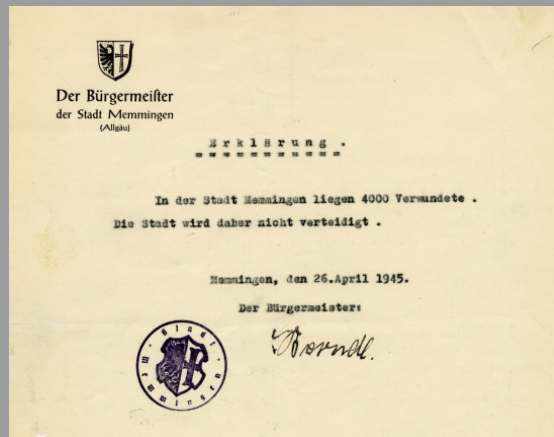 Der Bürgermeister
der Stadt Memmingen
(Allgäu)
Erklärung .
===========
In der Stadt Memmingen liegen 4000 Verwundete .
Die Stadt wird daher nicht verteidigt .
Memmingen, den 26.April 1945.
Der Bürgermeister:
Stadt
Memmingen